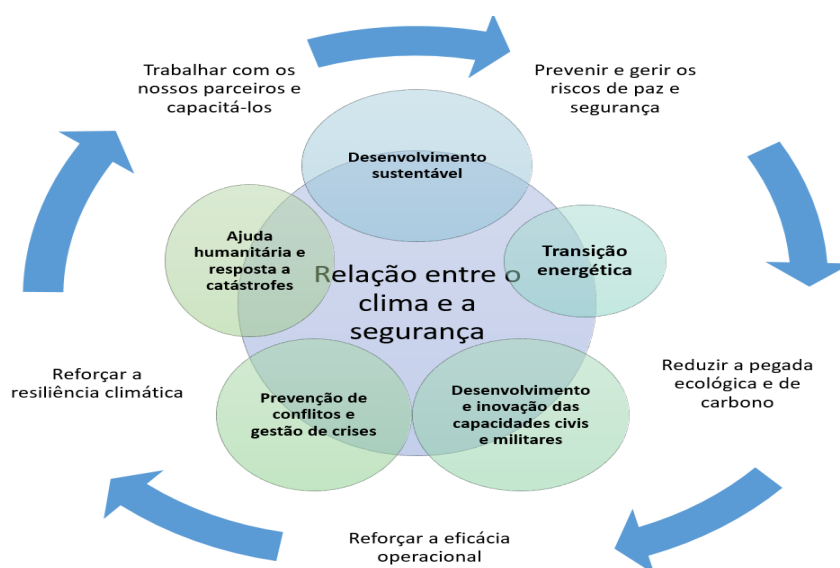 Trabalhar com os
nossos parceiros e
capacitá-los
Prevenir e gerir os
riscos de paz e
segurança
Desenvolvimento
sustentável
Ajuda
humanitária e
resposta a
catástrofes
Transição
energética
Relação entre o
clima e a
segurança
Reforçar a
resiliência climática
Reduzir a pegada
ecológica e de
carbono
Prevenção de
conflitos e
gestão de crises
Desenvolvimento
e inovação das
capacidades civis
e militares
Reforçar a eficácia
operacional